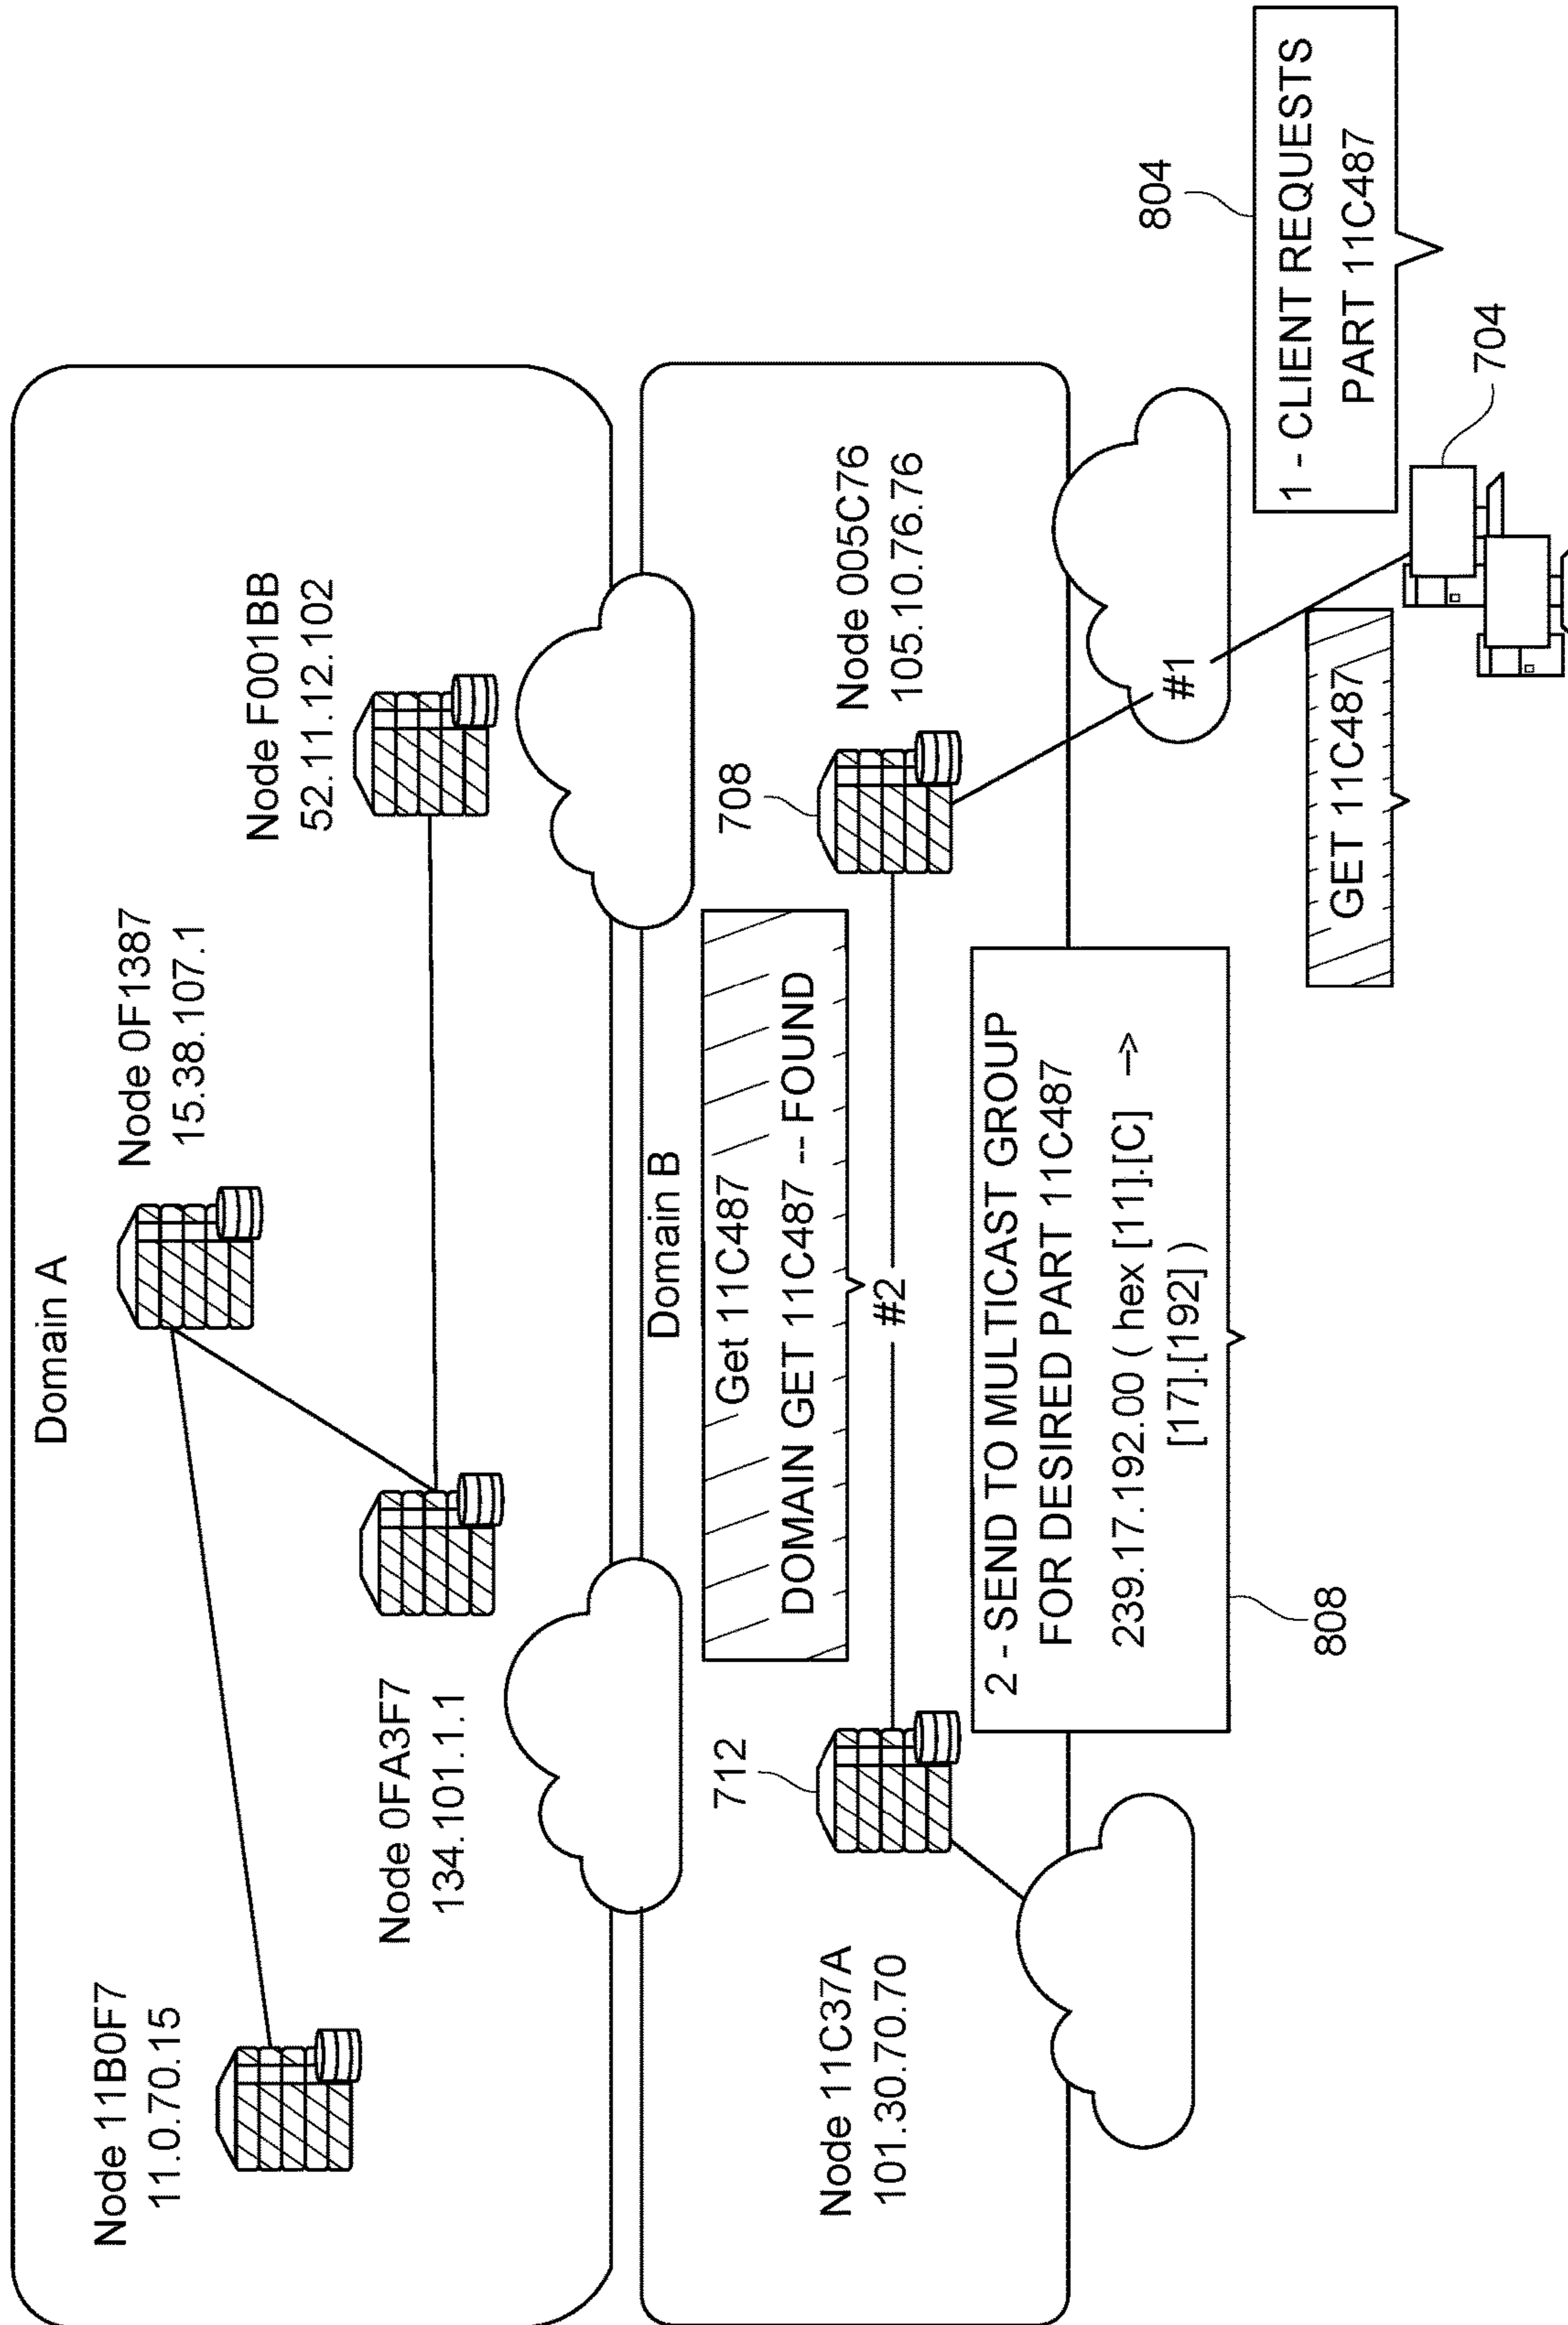 Domain A
Node 0F1387
15.38.107.1
Node 11B0F7
11.0.70.15
Node F001BB
52.11.12.102
Node 0FA3F7
134.101.1.1
Domain B
Get 11C487
DOMAIN GET 11C487 -- FOUND
#2
712
708
Node 11C37A
101.30.70.70
Node 005C76
105.10.76.76
2 - SEND TO MULTICAST GROUP
FOR DESIRED PART 11C487
239.17.192.00 ( hex [11].[C] -->
[17].[192] )
808
#1
804
1 - CLIENT REQUESTS
PART 11C487
GET 11C487
704